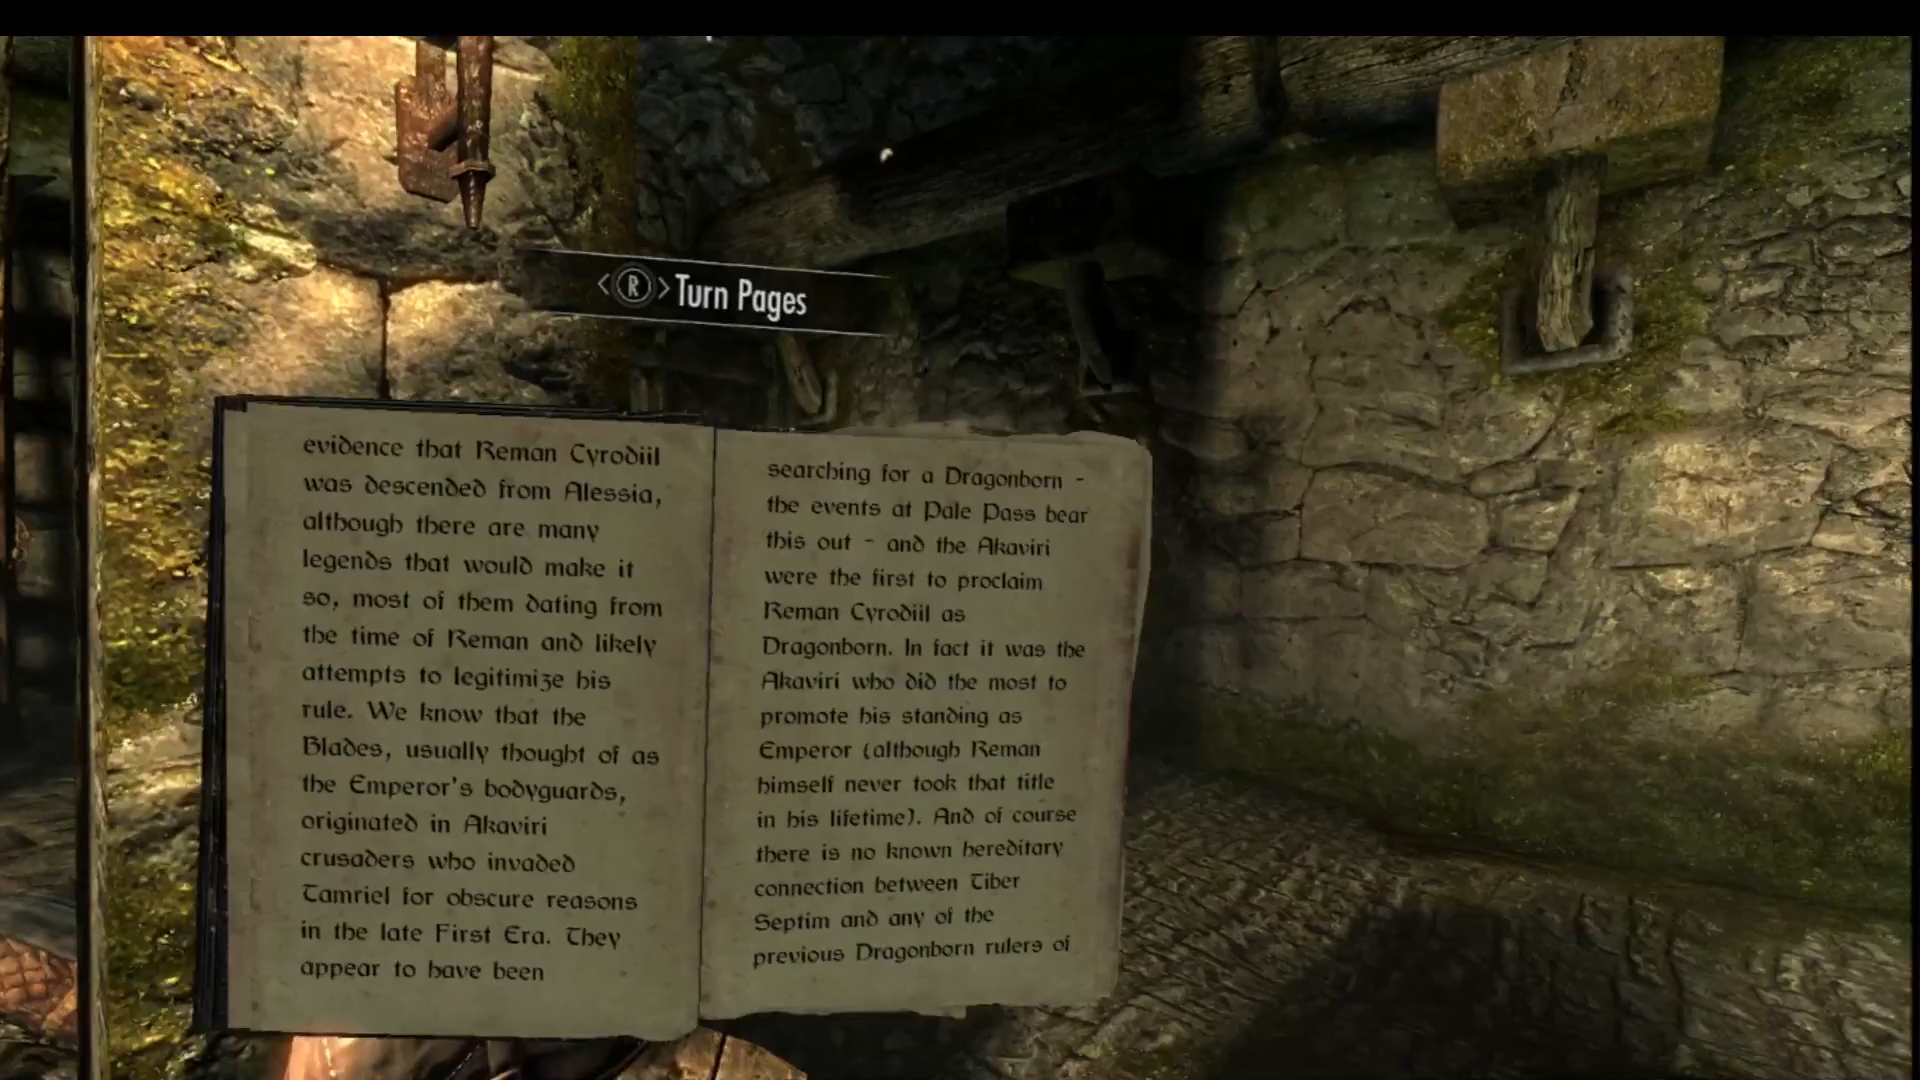 <R> Turn Pages
evidence that Reman Cyrodiil
was descended from Alessia,
although there are many
legends that would make it
so, most of them dating from
the time of Reman and likely
attempts to legitimize his
rule. We know that the
Blades, usually thought of as
the Emperor's bodyguards,
originated in Akaviri
crusaders who invaded
Tamriel for obscure reasons
in the late First Era. They
appear to have been
searching for a Dragonborn -
the events at Pale Pass bear
this out - and the Akaviri
were the first to proclaim
Reman Cyrodiil as
Dragonborn. In fact it was the
Akaviri who did the most to
promote his standing as
Emperor (although Reman
himself never took that title
in his lifetime). And of course
there is no known hereditary
connection between Tiber
Septim and any of the
previous Dragonborn rulers of